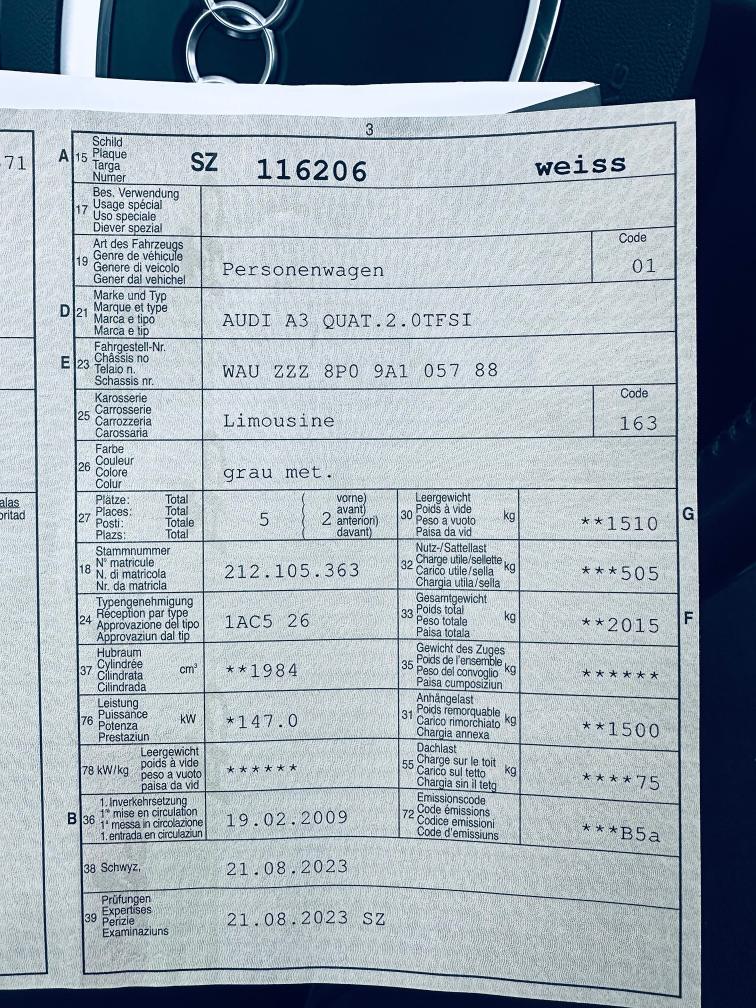 3
71
A 15 Schild
Plaque
Targa
Numer
SZ 116206 weiss
17 Bes. Verwendung
Usage spécial
Uso speciale
Diever spezial
19 Art des Fahrzeugs
Genre de véhicule
Genere di veicolo
Gener dal vehichel
Personenwagen
Code
01
D 21 Marke und Typ
Marque et type
Marca e tipo
Marca e tip
AUDI A3 QUAT.2.0TFSI
E 23 Fahrgestell-Nr.
Châssis no
Telaio n.
Schassis nr.
WAU ZZZ 8P0 9A1 057 88
25 Karosserie
Carrosserie
Carrozzeria
Carossaria
Limousine
Code
163
26 Farbe
Couleur
Colore
Colur
grau met.
alas
oritad
27 Plätze: Total
Places: Total
Posti: Totale
Plazs: Total
5 ( 2 vorne)
avant)
anteriori)
davant)
30 Leergewicht
Poids à vide
Peso a vuoto
Paisa da vid
kg **1510 G
18 Stammnummer
N° matricule
N. di matricola
Nr. da matricla
212.105.363
32 Nutz-/Sattellast
Charge utile/sellette
Carico utile/sella
Chargia utila/sella
kg ***505
24 Typengenehmigung
Réception par type
Approvazione del tipo
Approvaziun dal tip
1AC5 26
33 Gesamtgewicht
Poids total
Peso totale
Paisa totala
kg **2015 F
37 Hubraum
Cylindrée
Cilindrata
Cilindrada
cm³ **1984
35 Gewicht des Zuges
Poids de l'ensemble
Peso del convoglio
Paisa cumposiziun
kg ******
76 Leistung
Puissance
Potenza
Prestaziun
kW *147.0
31 Anhängelast
Poids remorquable
Carico rimorchiato
Chargia annexa
kg **1500
78 kW/kg Leergewicht
poids à vide
peso a vuoto
paisa da vid
******
55 Dachlast
Charge sur le toit
Carico sul tetto
Chargia sin il tetg
kg ****75
B 36 1. Inverkehrsetzung
1re mise en circulation
1a messa in circolazione
1. entrada en circulaziun
19.02.2009
72 Emissionscode
Code émissions
Codice emissioni
Code d'emissiuns
***B5a
38 Schwyz, 21.08.2023
39 Prüfungen
Expertises
Perizie
Examinaziuns
21.08.2023 SZ